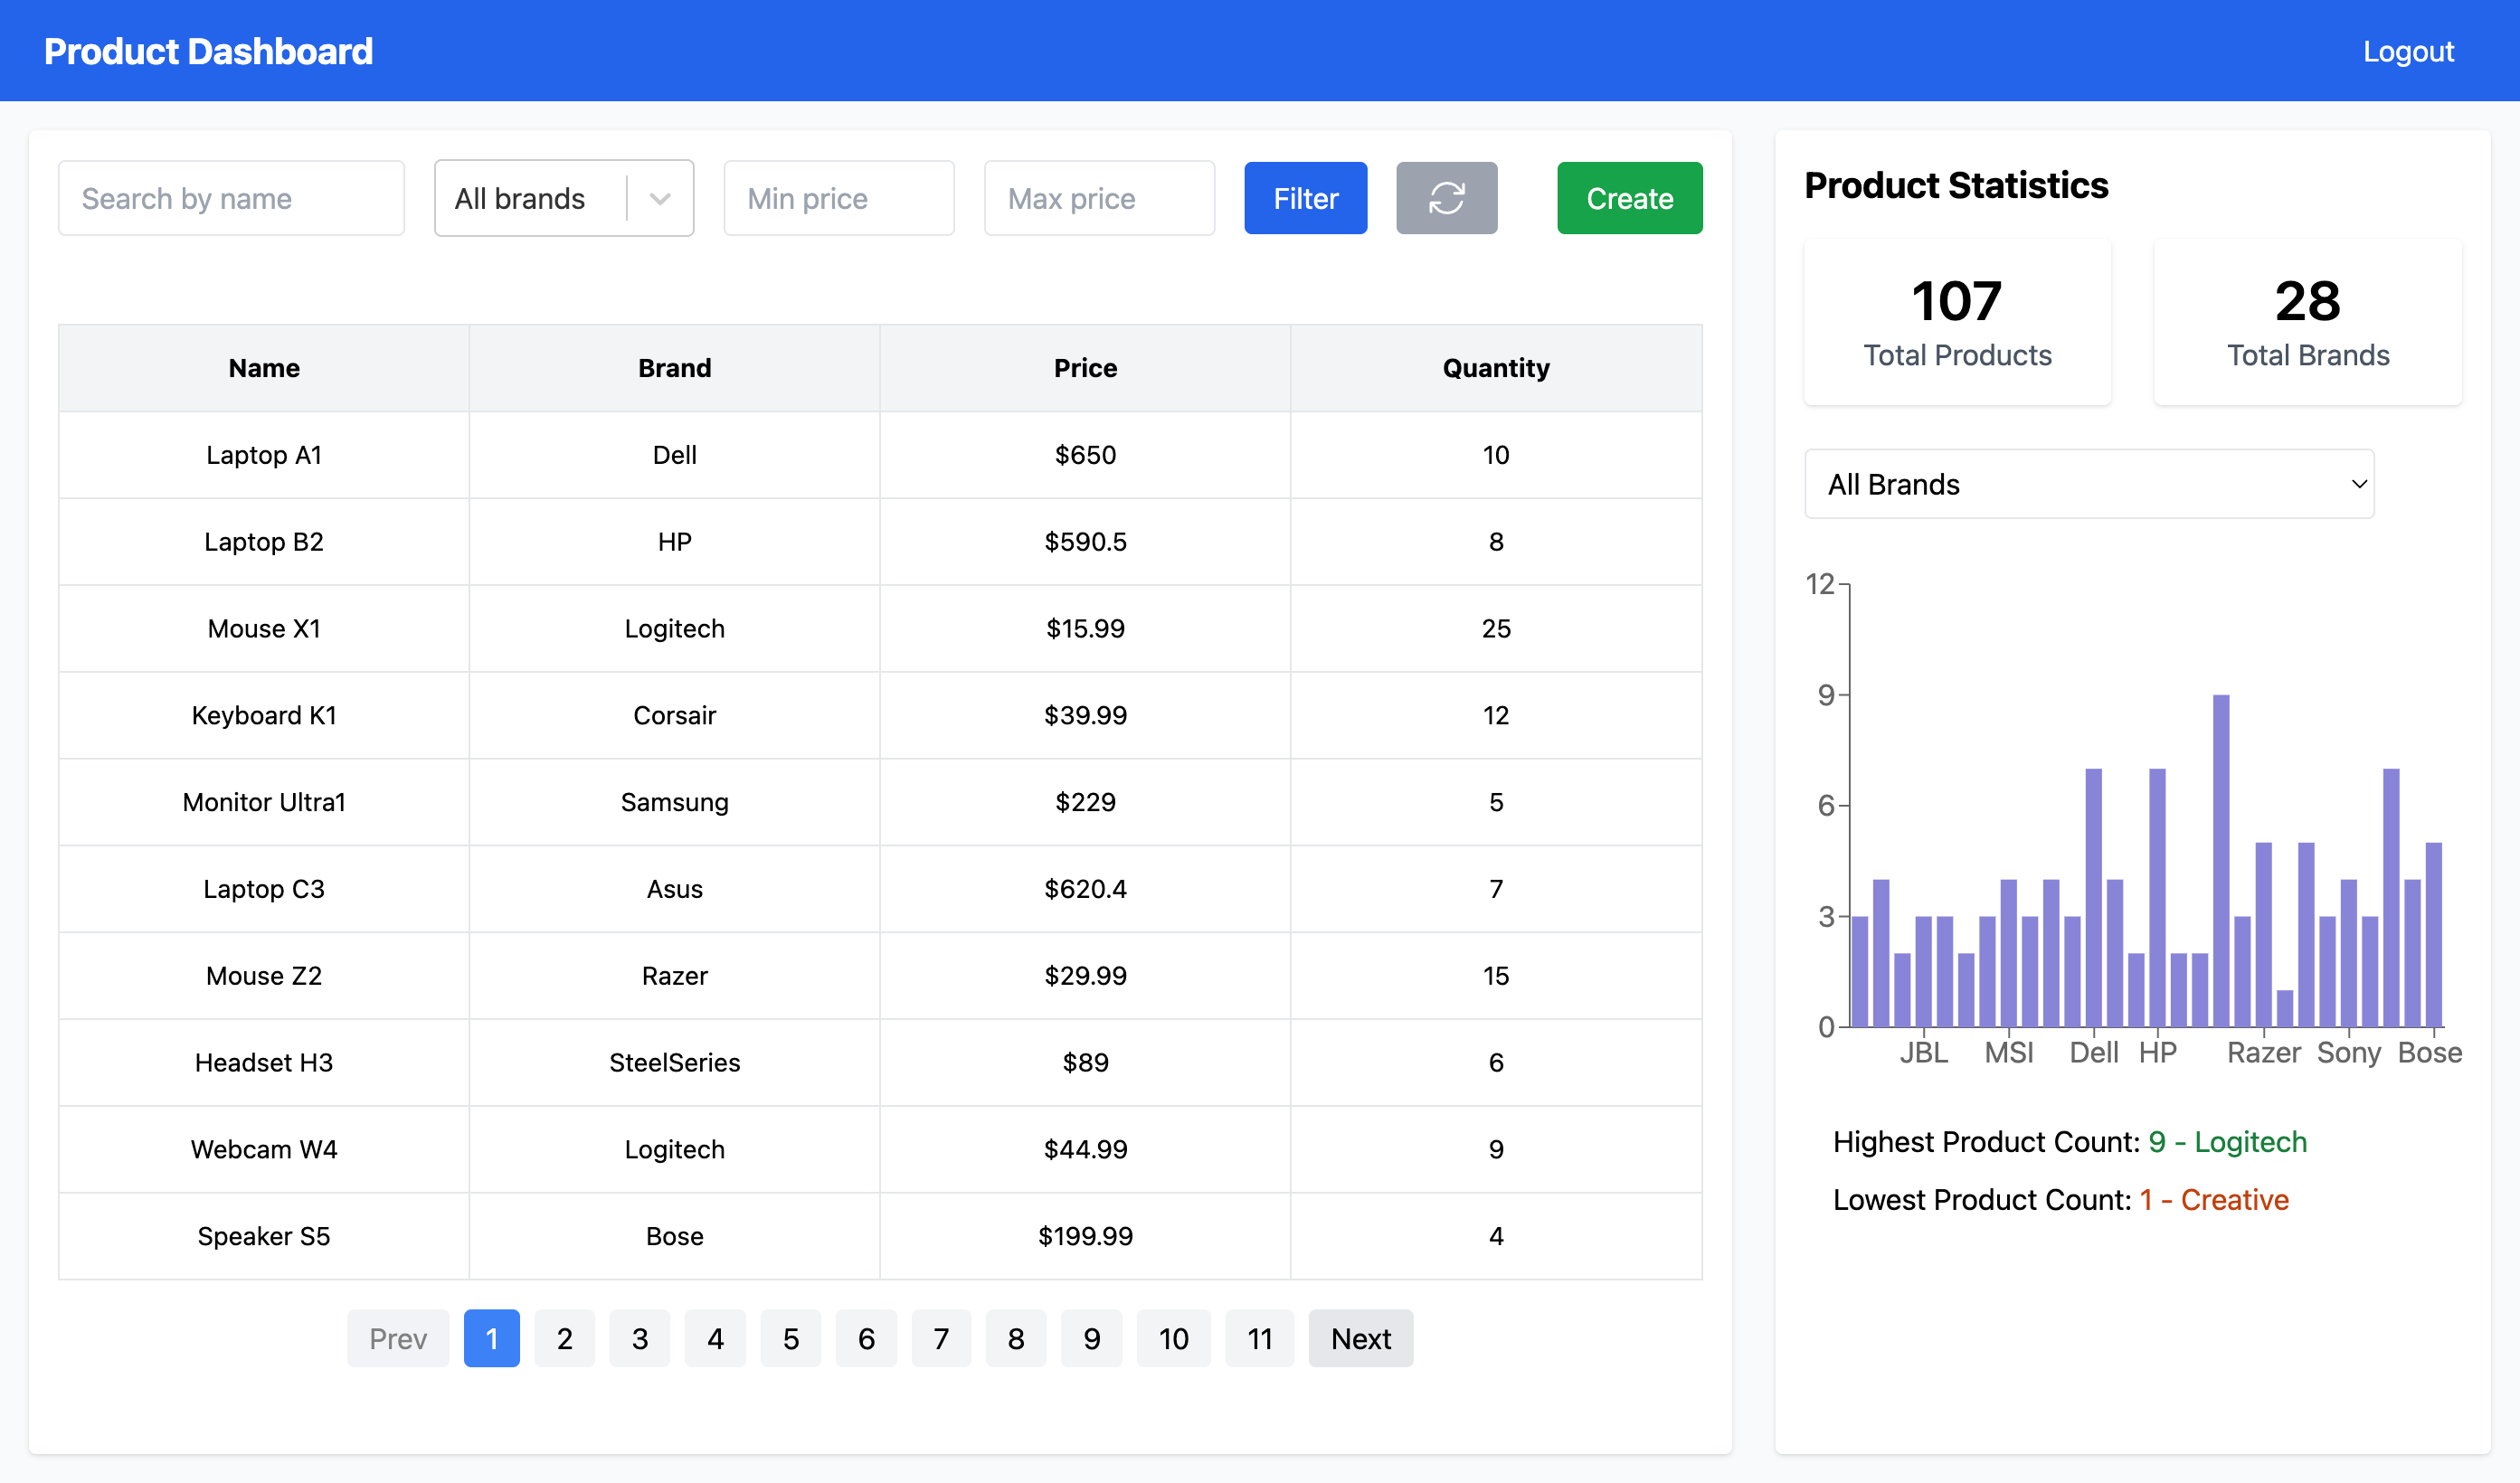 Product Dashboard
Logout
Search by name
All brands
Min price
Max price
Filter
Create
Name Brand Price Quantity
Laptop A1 Dell $650 10
Laptop B2 HP $590.5 8
Mouse X1 Logitech $15.99 25
Keyboard K1 Corsair $39.99 12
Monitor Ultra1 Samsung $229 5
Laptop C3 Asus $620.4 7
Mouse Z2 Razer $29.99 15
Headset H3 SteelSeries $89 6
Webcam W4 Logitech $44.99 9
Speaker S5 Bose $199.99 4
Prev 1 2 3 4 5 6 7 8 9 10 11 Next
Product Statistics
107
Total Products
28
Total Brands
All Brands
12
9
6
3
0
JBL MSI Dell HP Razer Sony Bose
Highest Product Count: 9 - Logitech
Lowest Product Count: 1 - Creative